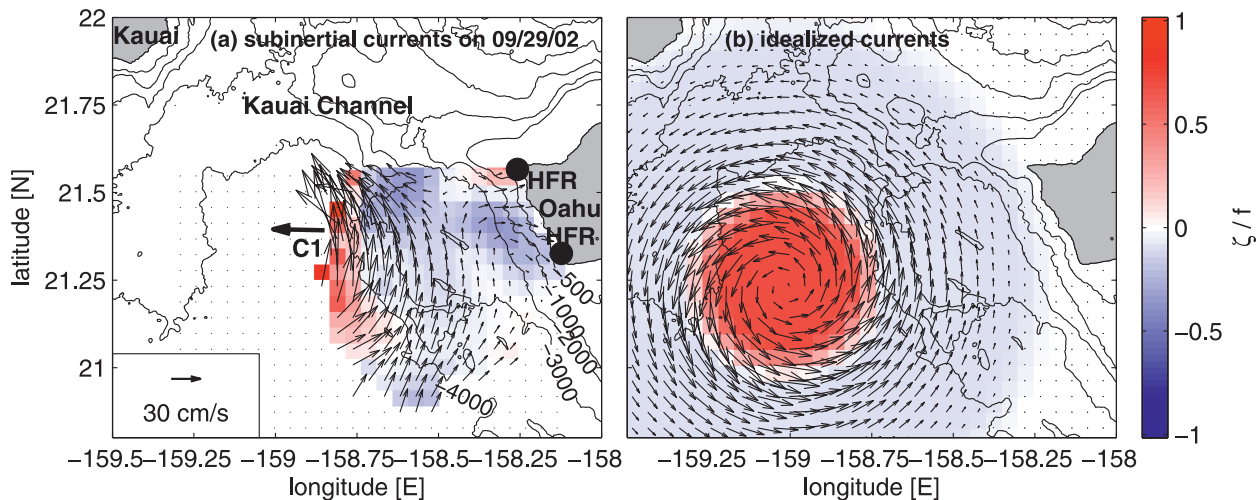 Kauai
(a) subinertial currents on 09/29/02
Kauai Channel
HFR
Oahu
HFR
C1
-500
-1000
-2000
-3000
-4000
30 cm/s
22
21.75
21.5
21.25
21
latitude [N]
−159.5
−159.25
−159
−158.75
−158.5
−158.25
−158
longitude [E]
(b) idealized currents
−159.25
−159
−158.75
−158.5
−158.25
−158
longitude [E]
1
0.5
0
−0.5
−1
ζ / f